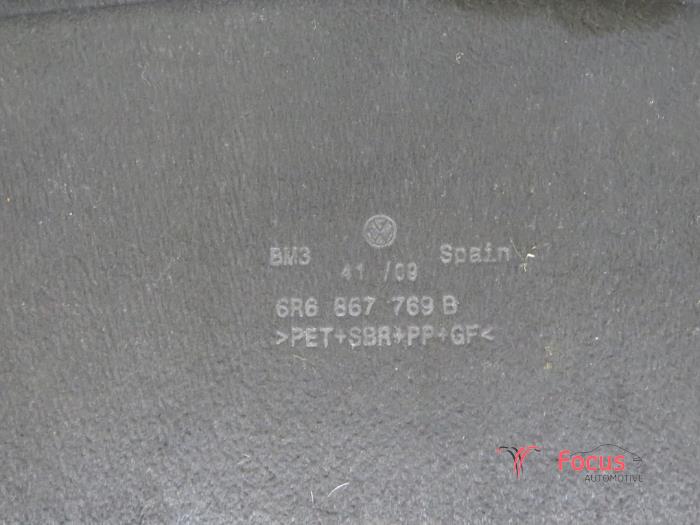 BM3 Spain
41 /09
6R6 867 769 B
>PET+SBR+PP+GF<
Focus
AUTOMOTIVE